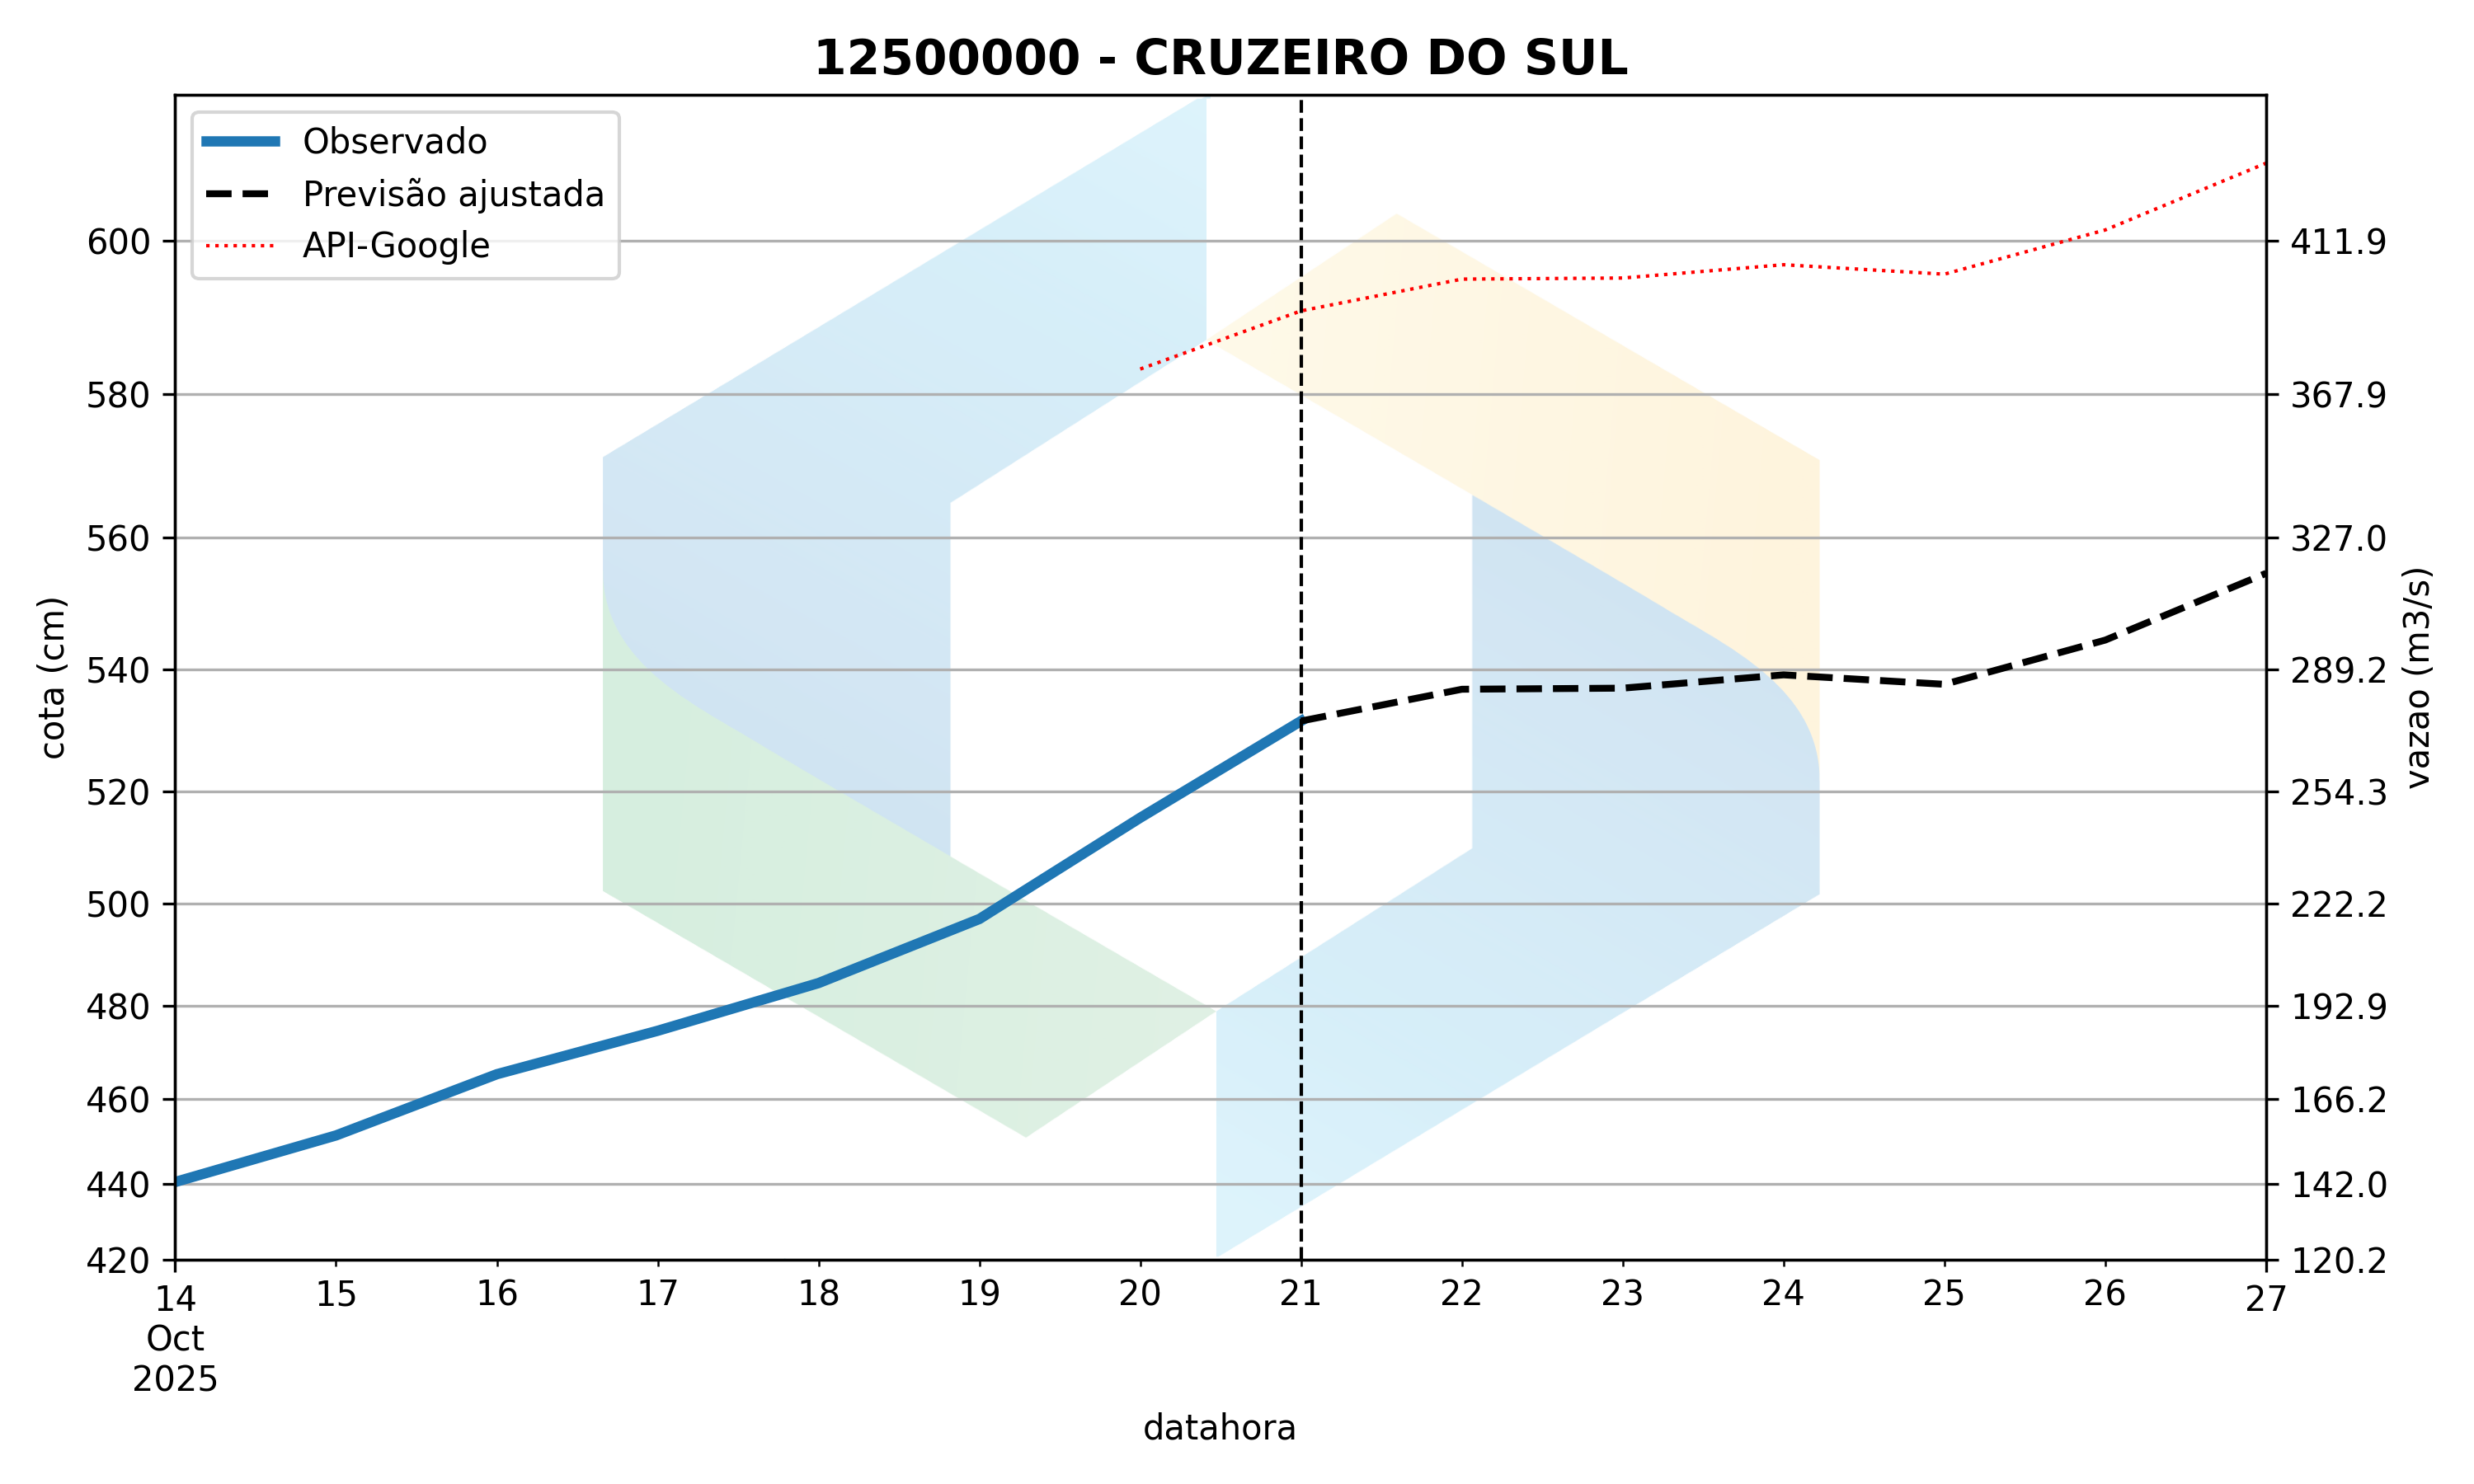 12500000 - CRUZEIRO DO SUL
Observado
Previsão ajustada
API-Google
600
580
560
540
520
500
480
460
440
420
cota (cm)
411.9
367.9
327.0
289.2
254.3
222.2
192.9
166.2
142.0
120.2
vazao (m3/s)
14 15 16 17 18 19 20 21 22 23 24 25 26 27
Oct
2025
datahora